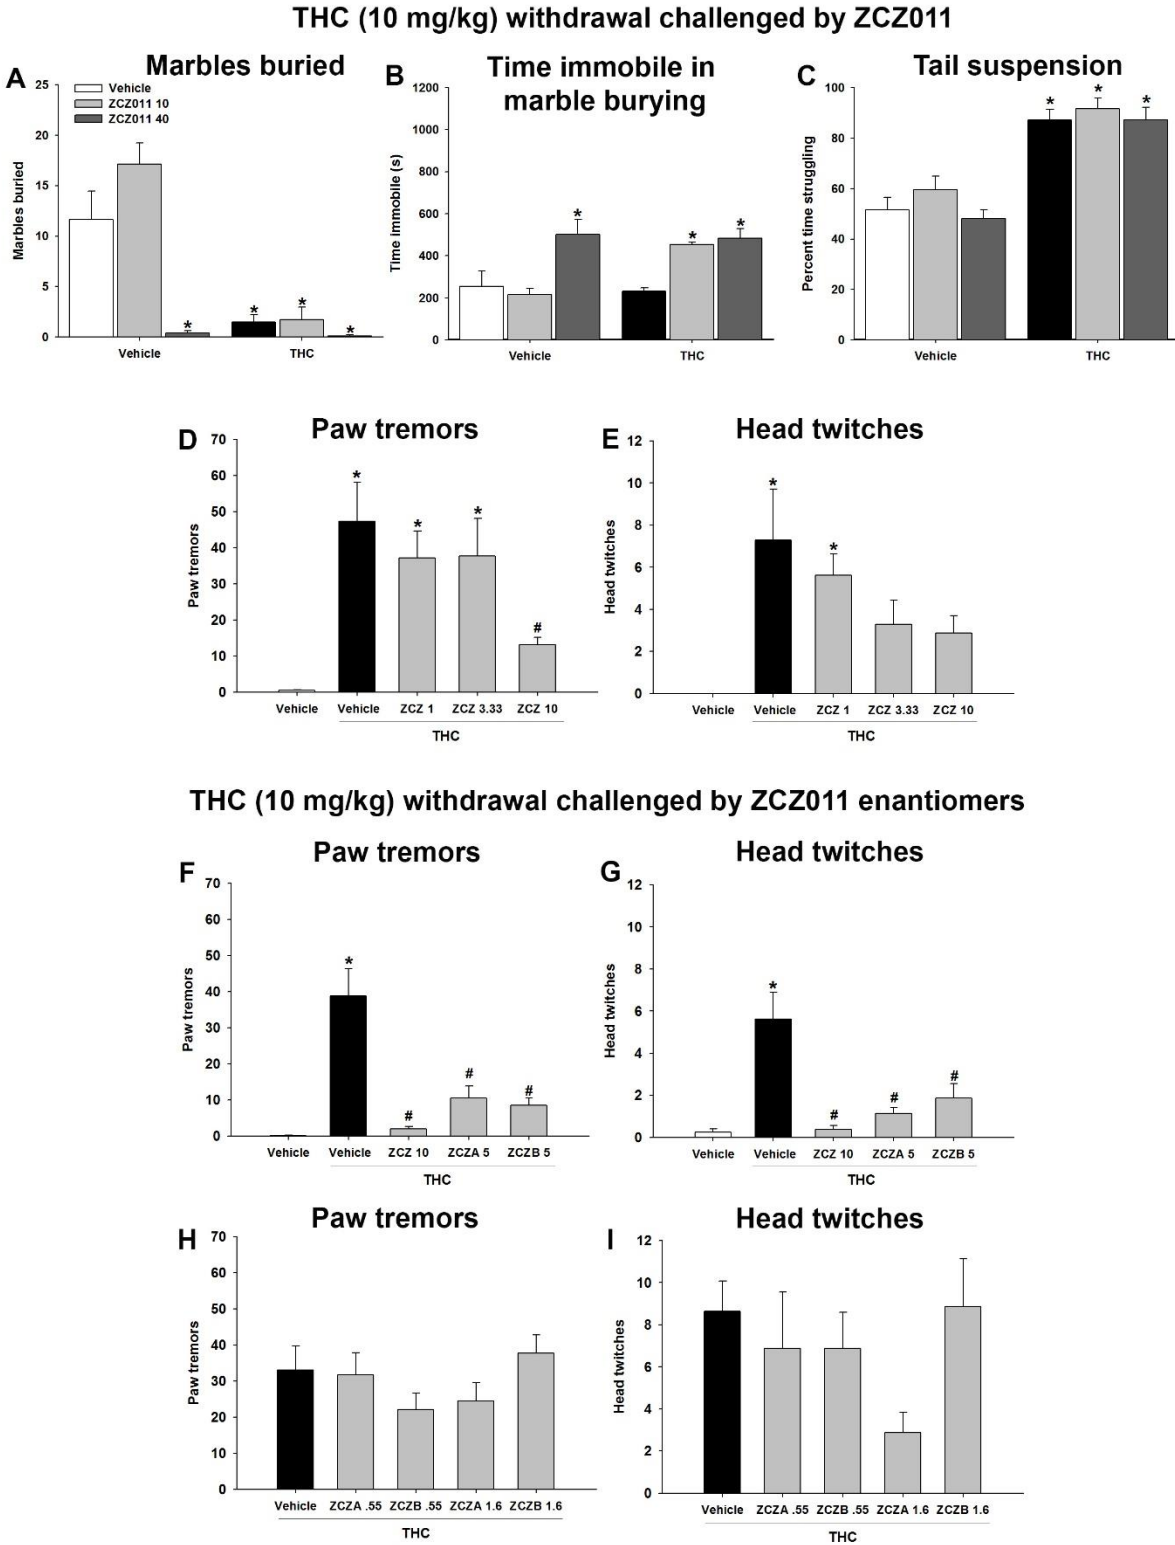 THC (10 mg/kg) withdrawal challenged by ZCZ011
A
Marbles buried
Vehicle
ZCZ011 10
ZCZ011 40
Marbles buried
25
20
15
10
5
0
*
*
*
*
Vehicle
THC
B
Time immobile in
marble burying
Time immobile (s)
1200
1000
800
600
400
200
0
*
*
*
Vehicle
THC
C
Tail suspension
Percent time struggling
100
80
60
40
20
0
*
*
*
Vehicle
THC
D
Paw tremors
Paw tremors
70
60
50
40
30
20
10
0
*
*
*
#
Vehicle
Vehicle
ZCZ 1
ZCZ 3.33
ZCZ 10
THC
E
Head twitches
Head twitches
12
10
8
6
4
2
0
*
*
Vehicle
Vehicle
ZCZ 1
ZCZ 3.33
ZCZ 10
THC
THC (10 mg/kg) withdrawal challenged by ZCZ011 enantiomers
F
Paw tremors
Paw tremors
70
60
50
40
30
20
10
0
*
#
#
#
Vehicle
Vehicle
ZCZ 10
ZCZA 5
ZCZB 5
THC
G
Head twitches
Head twitches
12
10
8
6
4
2
0
*
#
#
#
Vehicle
Vehicle
ZCZ 10
ZCZA 5
ZCZB 5
THC
H
Paw tremors
Paw tremors
70
60
50
40
30
20
10
0
Vehicle
ZCZA .55
ZCZB .55
ZCZA 1.6
ZCZB 1.6
THC
I
Head twitches
Head twitches
12
10
8
6
4
2
0
Vehicle
ZCZA .55
ZCZB .55
ZCZA 1.6
ZCZB 1.6
THC